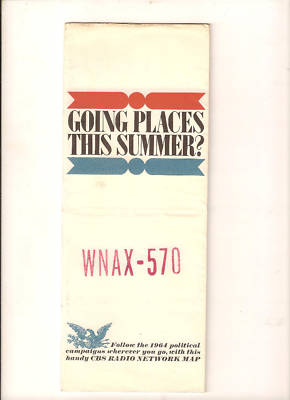 GOING PLACES
THIS SUMMER?
WNAX-570
Follow the 1964 political
campaigns wherever you go, with this
handy CBS RADIO NETWORK MAP